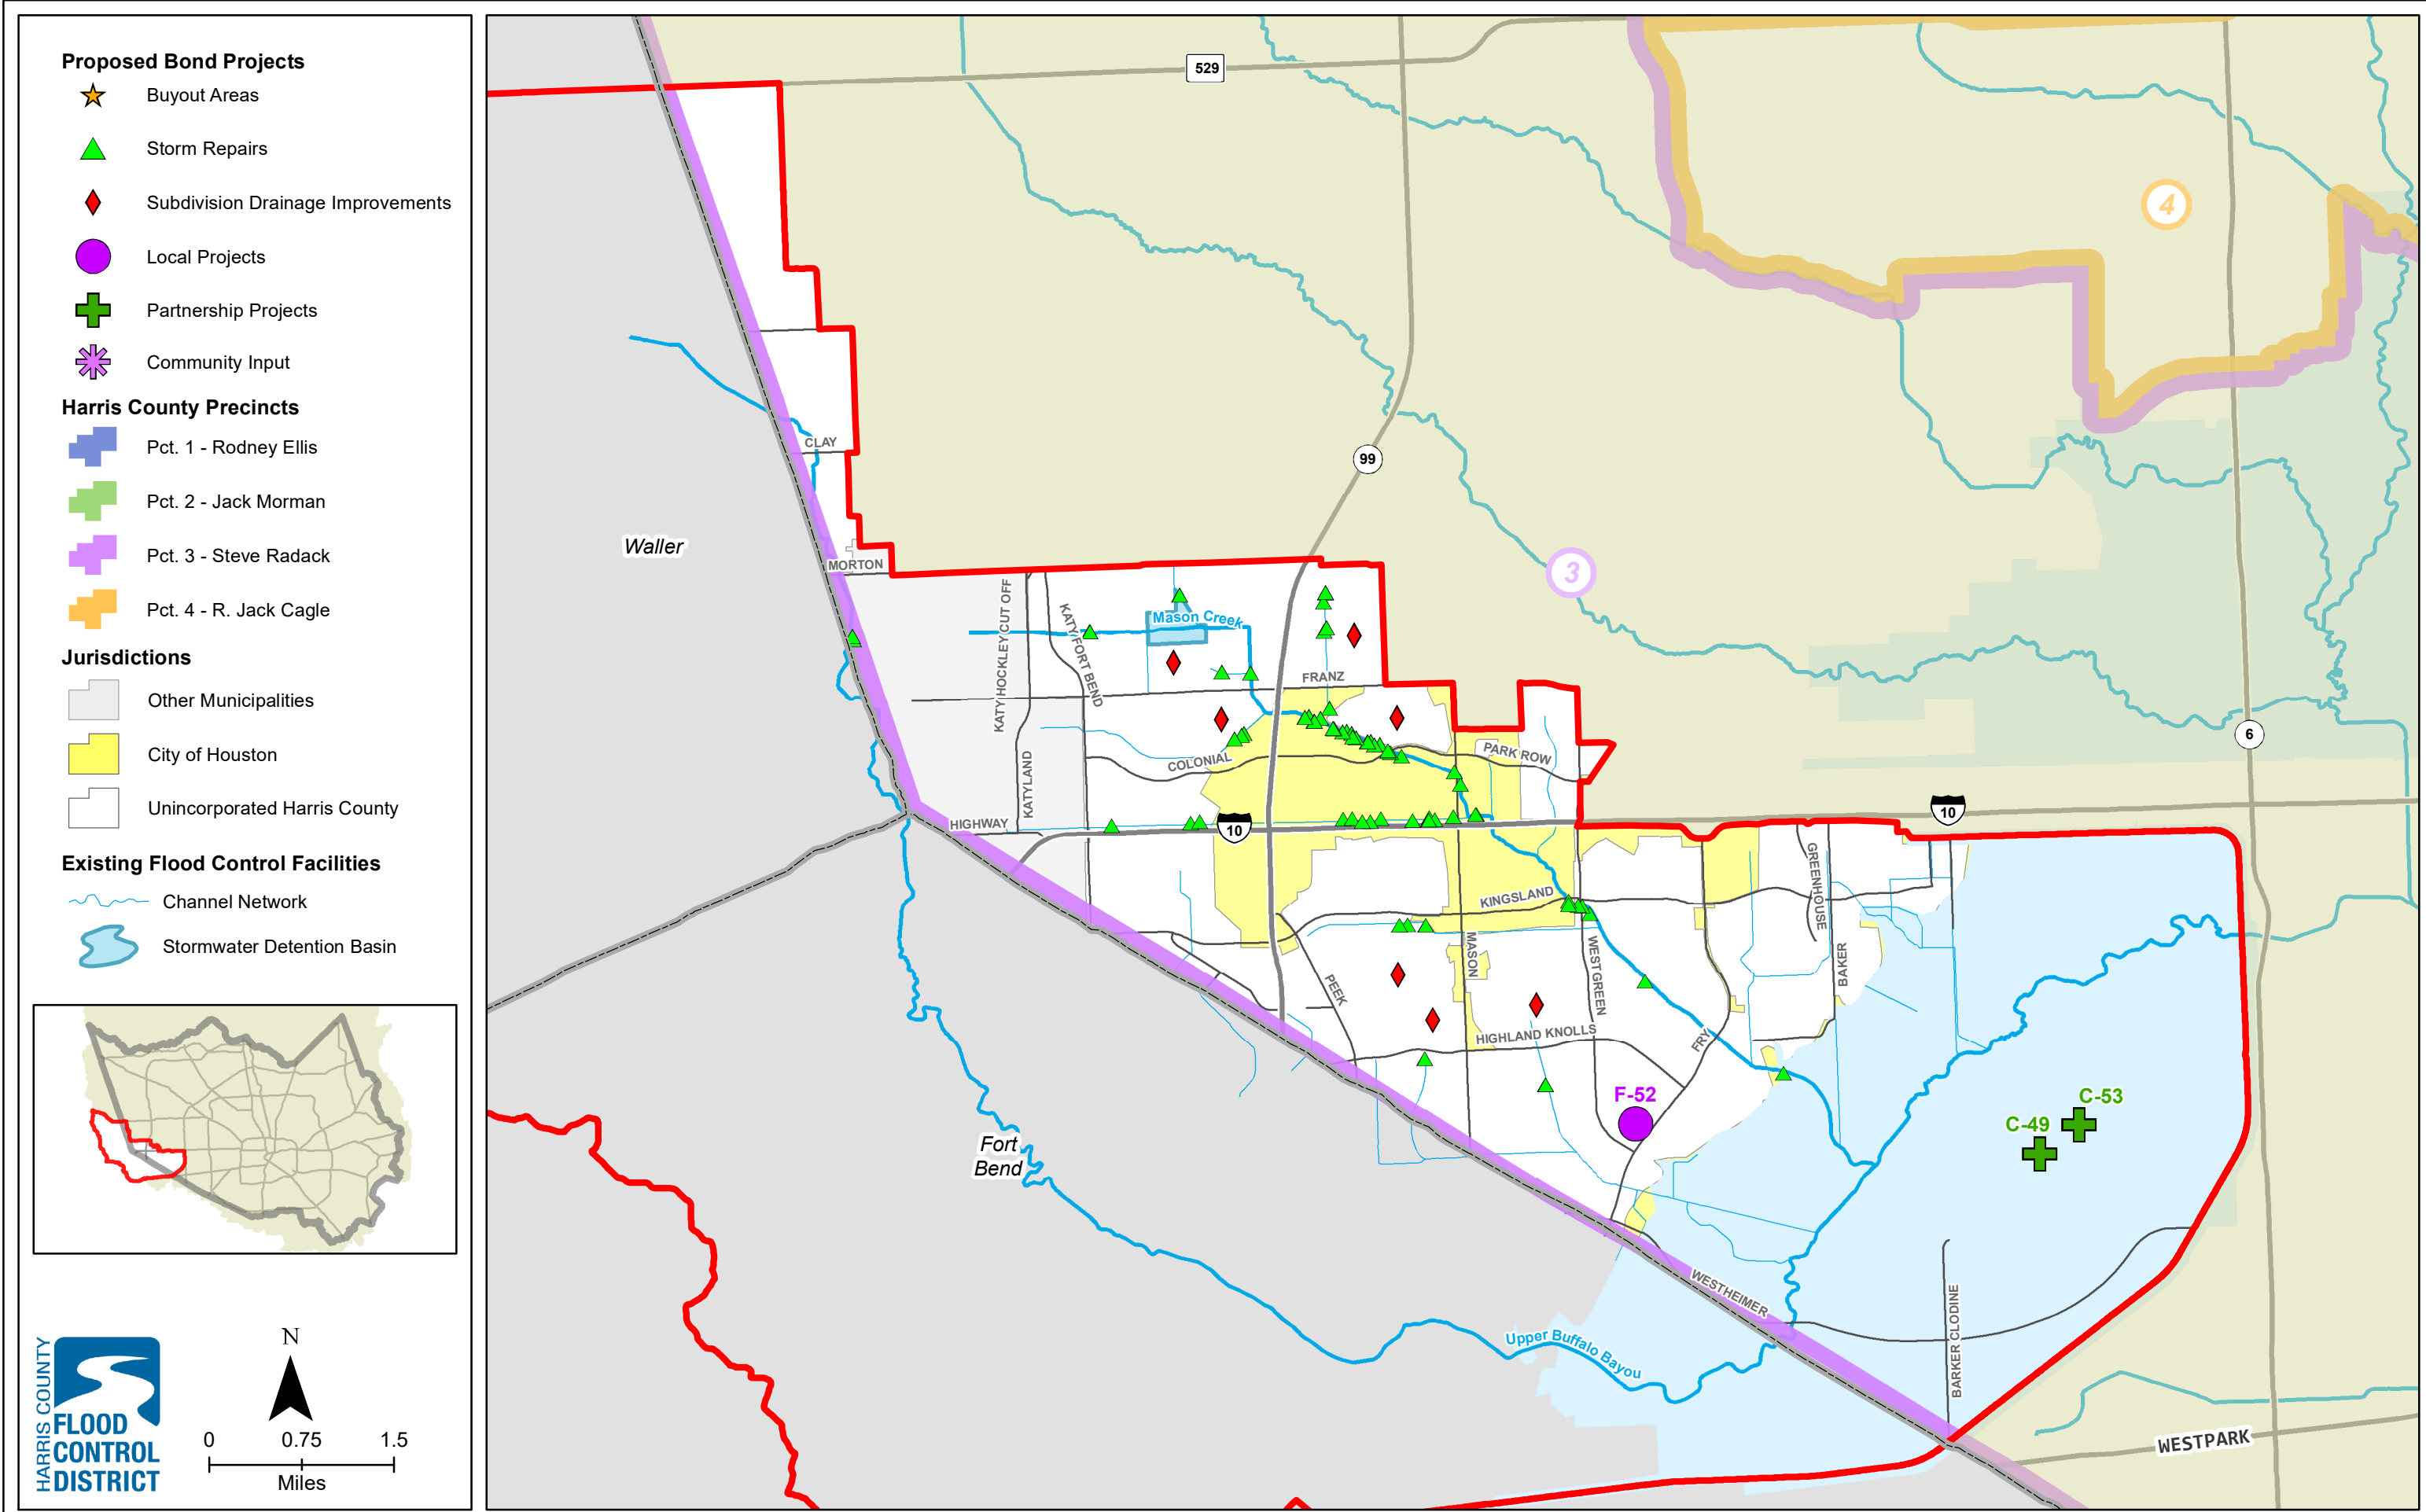 Proposed Bond Projects
Buyout Areas
Storm Repairs
Subdivision Drainage Improvements
Local Projects
Partnership Projects
Community Input
Harris County Precincts
Pct. 1 - Rodney Ellis
Pct. 2 - Jack Morman
Pct. 3 - Steve Radack
Pct. 4 - R. Jack Cagle
Jurisdictions
Other Municipalities
City of Houston
Unincorporated Harris County
Existing Flood Control Facilities
Channel Network
Stormwater Detention Basin
HARRIS COUNTY
FLOOD
CONTROL
DISTRICT
N
0 0.75 1.5
Miles
529
4
99
CLAY
Waller
MORTON
3
KATY HOCKLEY CUT OFF
KATY FORT BEND
Mason Creek
FRANZ
6
COLONIAL
PARK ROW
KATYLAND
HIGHWAY
10
10
GREENHOUSE
KINGSLAND
MASON
WESTGREEN
BAKER
PEEK
HIGHLAND KNOLLS
FRY
F-52
C-53
C-49
Fort
Bend
WESTHEIMER
BARKER CLODINE
Upper Buffalo Bayou
WESTPARK